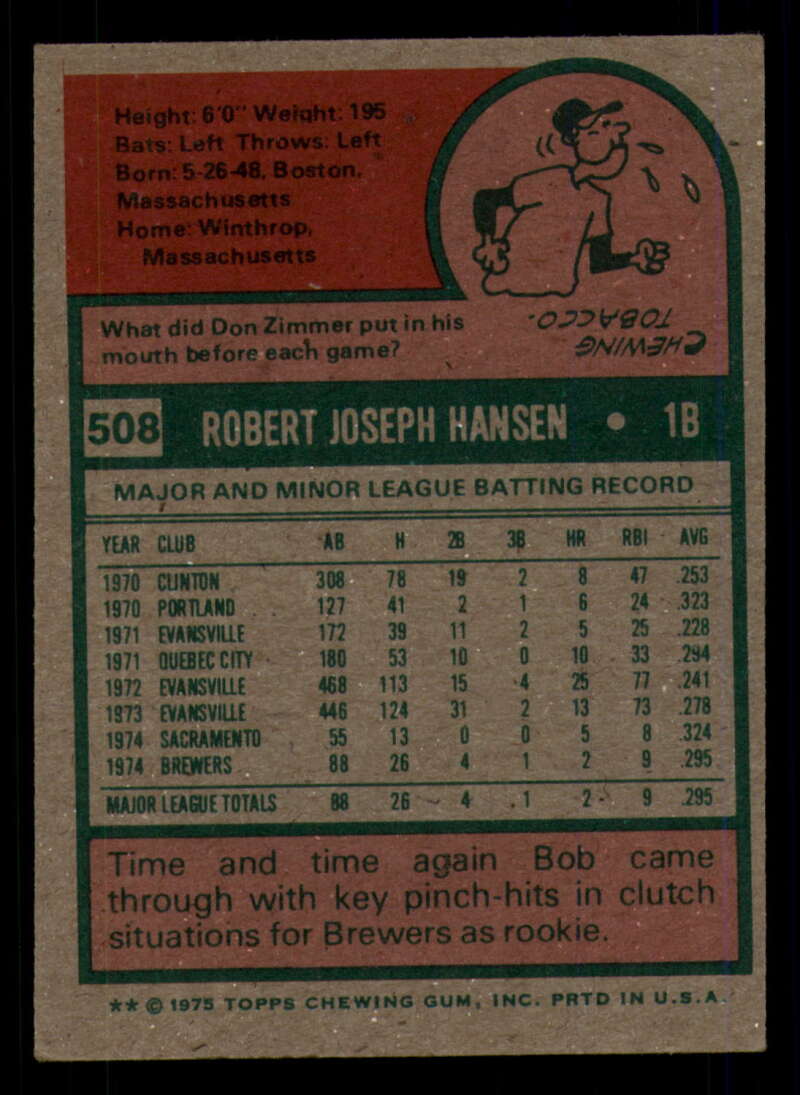 Height: 6'0" Weight: 195
Bats: Left Throws: Left
Born: 5-26-48, Boston,
Massachusetts
Home: Winthrop,
Massachusetts
What did Don Zimmer put in his
mouth before each game?
CHEWING
TOBACCO.
508 ROBERT JOSEPH HANSEN • 1B
MAJOR AND MINOR LEAGUE BATTING RECORD
YEAR CLUB AB H 2B 3B HR RBI AVG
1970 CLINTON 308 78 19 2 8 47 .253
1970 PORTLAND 127 41 2 1 6 24 .323
1971 EVANSVILLE 172 39 11 2 5 25 .228
1971 QUEBEC CITY 180 53 10 0 10 33 .294
1972 EVANSVILLE 468 113 15 4 25 77 .241
1973 EVANSVILLE 446 124 31 2 13 73 .278
1974 SACRAMENTO 55 13 0 0 5 8 .324
1974 BREWERS 88 26 4 1 2 9 .295
MAJOR LEAGUE TOTALS 88 26 4 1 2 9 .295
Time and time again Bob came
through with key pinch-hits in clutch
situations for Brewers as rookie.
** © 1975 TOPPS CHEWING GUM, INC. PRTD IN U.S.A.